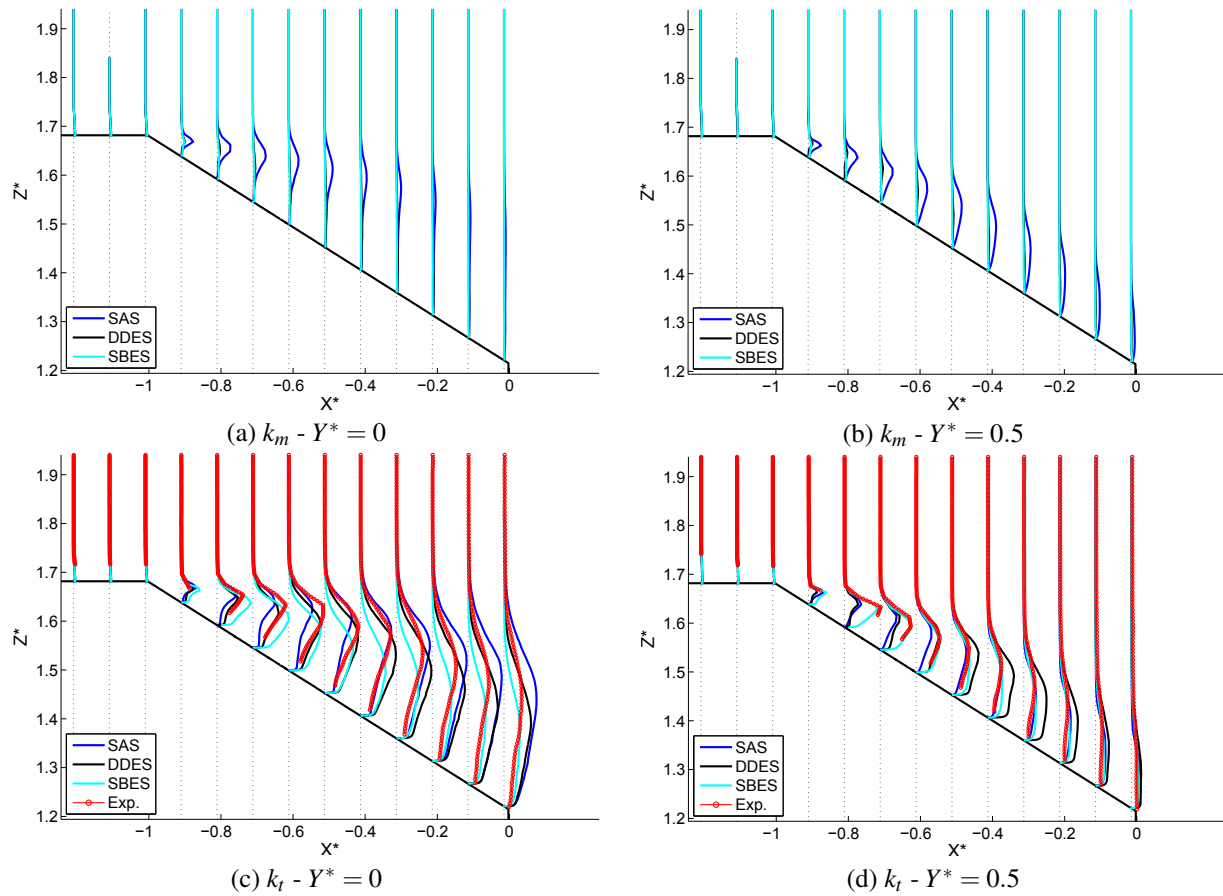 1.9
1.8
1.7
1.6
1.5
1.4
1.3
1.2
Z*
SAS
DDES
SBES
−1 −0.8 −0.6 −0.4 −0.2 0
X*
(a) k_m - Y* = 0
1.9
1.8
1.7
1.6
1.5
1.4
1.3
1.2
Z*
SAS
DDES
SBES
−1 −0.8 −0.6 −0.4 −0.2 0
X*
(b) k_m - Y* = 0.5
1.9
1.8
1.7
1.6
1.5
1.4
1.3
1.2
Z*
SAS
DDES
SBES
Exp.
−1 −0.8 −0.6 −0.4 −0.2 0
X*
(c) k_t - Y* = 0
1.9
1.8
1.7
1.6
1.5
1.4
1.3
1.2
Z*
SAS
DDES
SBES
Exp.
−1 −0.8 −0.6 −0.4 −0.2 0
X*
(d) k_t - Y* = 0.5